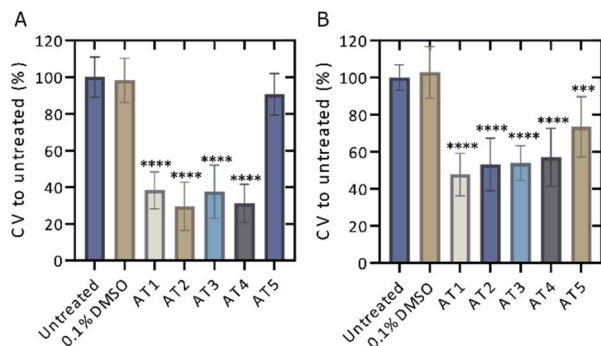 A
CV to untreated (%)
120
100
80
60
40
20
0
****
****
****
****
Untreated
0.1% DMSO
AT1
AT2
AT3
AT4
AT5
B
CV to untreated (%)
120
100
80
60
40
20
0
****
****
****
****
***
Untreated
0.1% DMSO
AT1
AT2
AT3
AT4
AT5